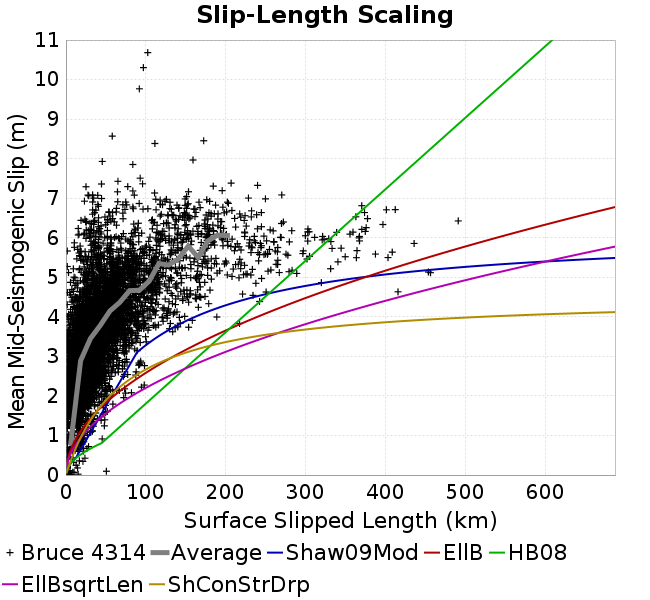 Slip-Length Scaling
Mean Mid-Seismogenic Slip (m)
11
10
9
8
7
6
5
4
3
2
1
0
0 100 200 300 400 500 600
Surface Slipped Length (km)
Bruce 4314 Average Shaw09Mod EllB HB08
EllBsqrtLen ShConStrDrp